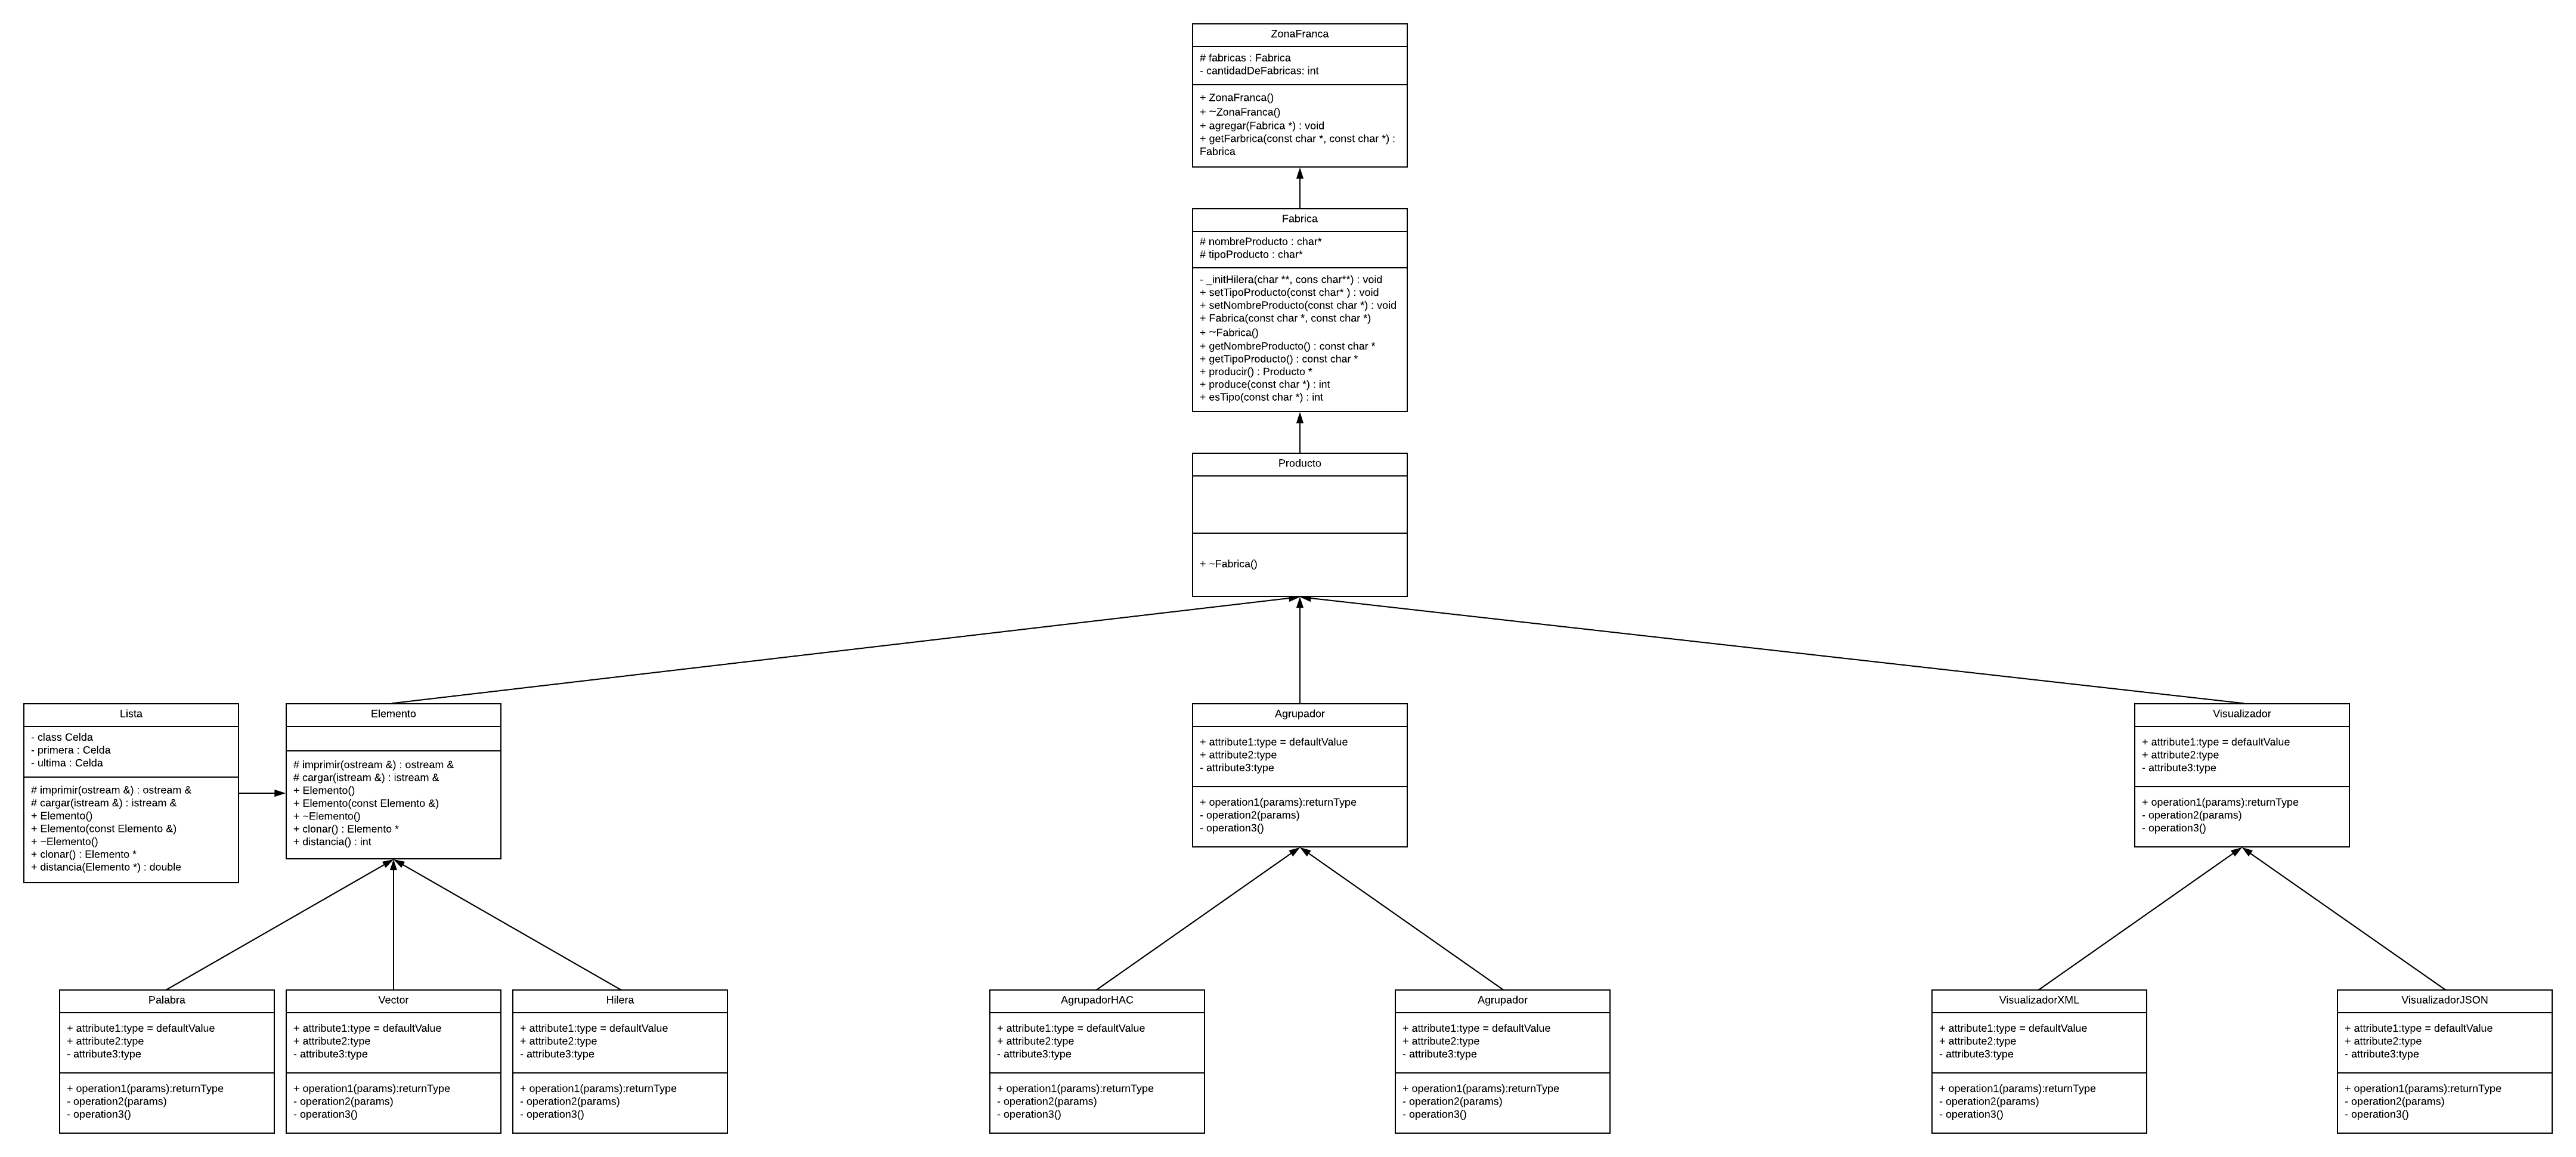 ZonaFranca
# fabricas : Fabrica
- cantidadDeFabricas: int
+ ZonaFranca()
+ ~ZonaFranca()
+ agregar(Fabrica *) : void
+ getFarbrica(const char *, const char *) :
Fabrica
Fabrica
# nombreProducto : char*
# tipoProducto : char*
- _initHilera(char **, cons char**) : void
+ setTipoProducto(const char* ) : void
+ setNombreProducto(const char *) : void
+ Fabrica(const char *, const char *)
+ ~Fabrica()
+ getNombreProducto() : const char *
+ getTipoProducto() : const char *
+ producir() : Producto *
+ produce(const char *) : int
+ esTipo(const char *) : int
Producto
+ ~Fabrica()
Lista
- class Celda
- primera : Celda
- ultima : Celda
# imprimir(ostream &) : ostream &
# cargar(istream &) : istream &
+ Elemento()
+ Elemento(const Elemento &)
+ ~Elemento()
+ clonar() : Elemento *
+ distancia(Elemento *) : double
Elemento
# imprimir(ostream &) : ostream &
# cargar(istream &) : istream &
+ Elemento()
+ Elemento(const Elemento &)
+ ~Elemento()
+ clonar() : Elemento *
+ distancia() : int
Agrupador
+ attribute1:type = defaultValue
+ attribute2:type
- attribute3:type
+ operation1(params):returnType
- operation2(params)
- operation3()
Visualizador
+ attribute1:type = defaultValue
+ attribute2:type
- attribute3:type
+ operation1(params):returnType
- operation2(params)
- operation3()
Palabra
+ attribute1:type = defaultValue
+ attribute2:type
- attribute3:type
+ operation1(params):returnType
- operation2(params)
- operation3()
Vector
+ attribute1:type = defaultValue
+ attribute2:type
- attribute3:type
+ operation1(params):returnType
- operation2(params)
- operation3()
Hilera
+ attribute1:type = defaultValue
+ attribute2:type
- attribute3:type
+ operation1(params):returnType
- operation2(params)
- operation3()
AgrupadorHAC
+ attribute1:type = defaultValue
+ attribute2:type
- attribute3:type
+ operation1(params):returnType
- operation2(params)
- operation3()
Agrupador
+ attribute1:type = defaultValue
+ attribute2:type
- attribute3:type
+ operation1(params):returnType
- operation2(params)
- operation3()
VisualizadorXML
+ attribute1:type = defaultValue
+ attribute2:type
- attribute3:type
+ operation1(params):returnType
- operation2(params)
- operation3()
VisualizadorJSON
+ attribute1:type = defaultValue
+ attribute2:type
- attribute3:type
+ operation1(params):returnType
- operation2(params)
- operation3()